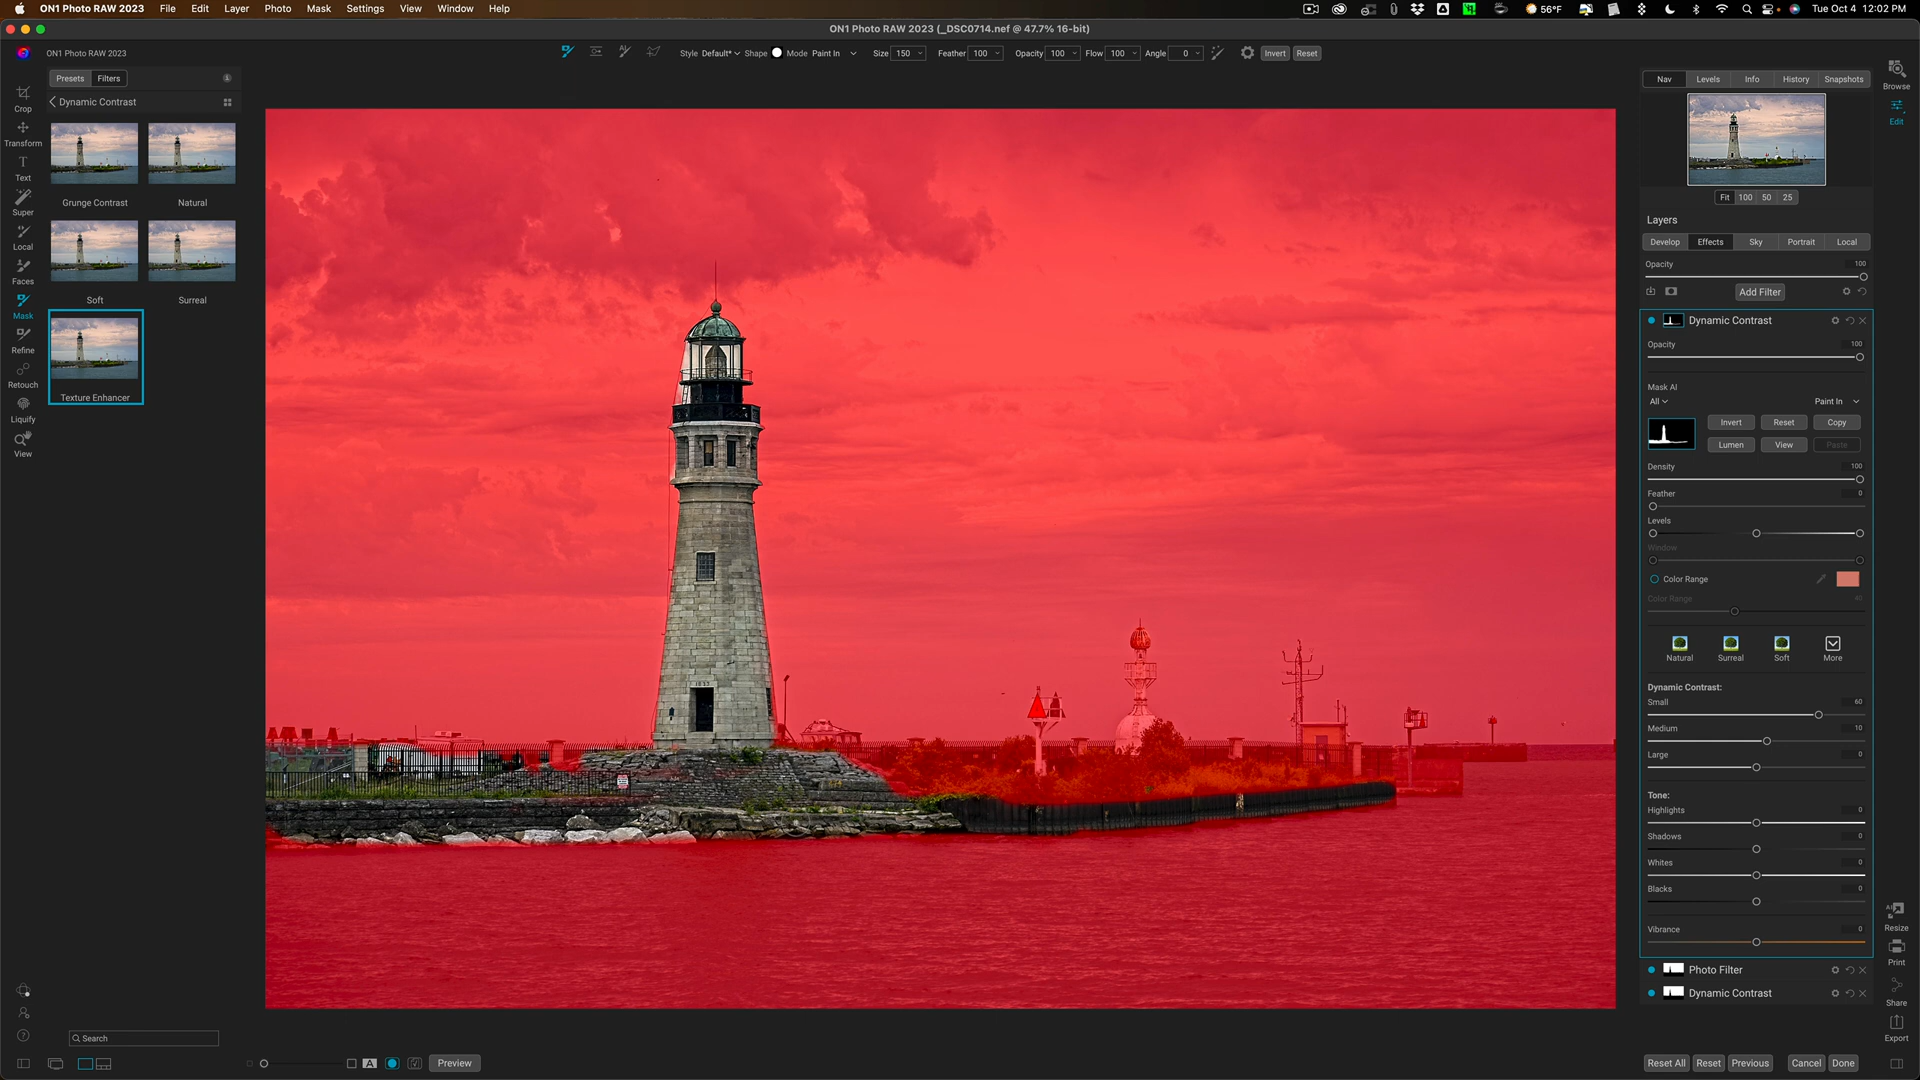 ON1 Photo RAW 2023 File Edit Layer Photo Mask Settings View Window Help 56°F Tue Oct 4 12:02 PM
ON1 Photo RAW 2023 (_DSC0714.nef @ 47.7% 16-bit)
ON1 Photo RAW 2023
Style Default* Shape Mode Paint In Size 150 Feather 100 Opacity 100 Flow 100 Angle 0 Invert Reset
Presets Filters
Dynamic Contrast
Grunge Contrast Natural
Soft Surreal
Texture Enhancer
Crop
Transform
Text
Super
Local
Faces
Mask
Refine
Retouch
Liquify
View
Search
A Preview
1833
Nav Levels Info History Snapshots
Fit 100 50 25
Layers
Develop Effects Sky Portrait Local
Opacity 100
Add Filter
Dynamic Contrast
Opacity 100
Mask AI
All Paint In
Invert Reset Copy
Lumen View Paste
Density 100
Feather 0
Levels
Window
Color Range
Color Range 40
Natural Surreal Soft More
Dynamic Contrast:
Small 60
Medium 10
Large 0
Tone:
Highlights 0
Shadows 0
Whites 0
Blacks 0
Vibrance 0
Photo Filter
Dynamic Contrast
Reset All Reset Previous Cancel Done
Browse
Edit
Resize
Print
Share
Export